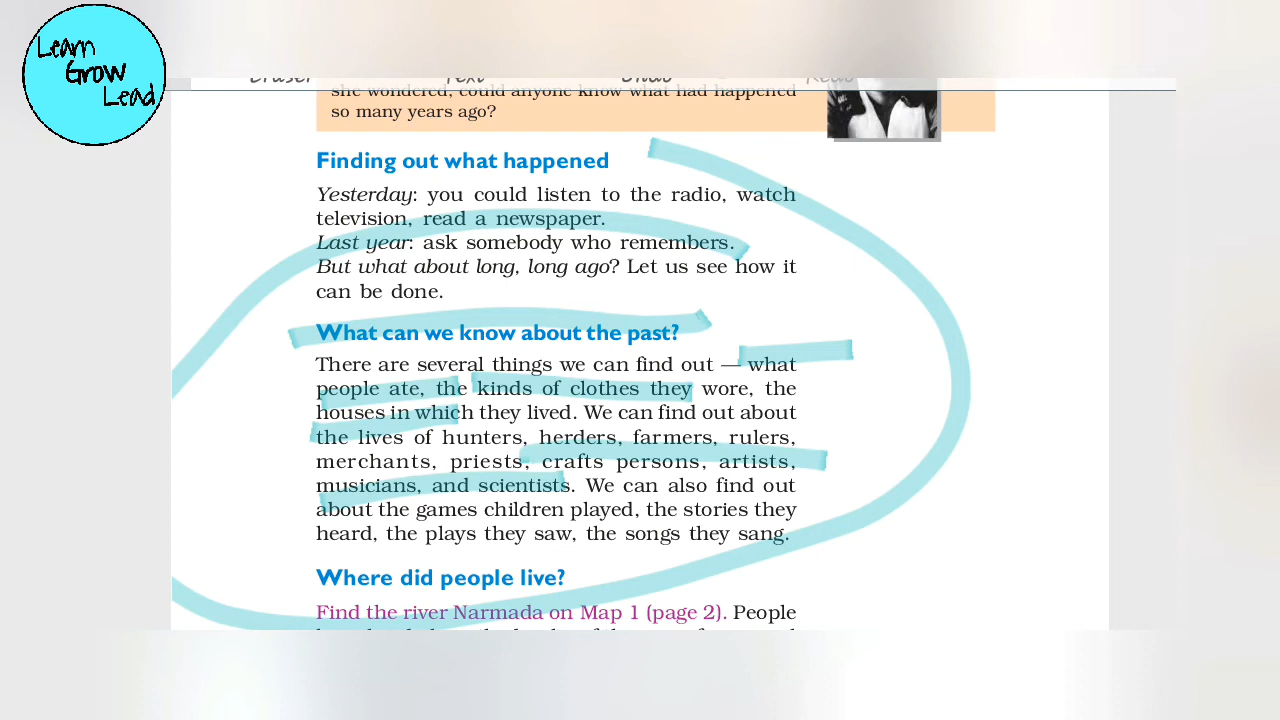 Learn
Grow
Lead
Eraser Text Undo Read
she wondered, could anyone know what had happened
so many years ago?
Finding out what happened
Yesterday: you could listen to the radio, watch
television, read a newspaper.
Last year: ask somebody who remembers.
But what about long, long ago? Let us see how it
can be done.
What can we know about the past?
There are several things we can find out — what
people ate, the kinds of clothes they wore, the
houses in which they lived. We can find out about
the lives of hunters, herders, farmers, rulers,
merchants, priests, crafts persons, artists,
musicians, and scientists. We can also find out
about the games children played, the stories they
heard, the plays they saw, the songs they sang.
Where did people live?
Find the river Narmada on Map 1 (page 2). People